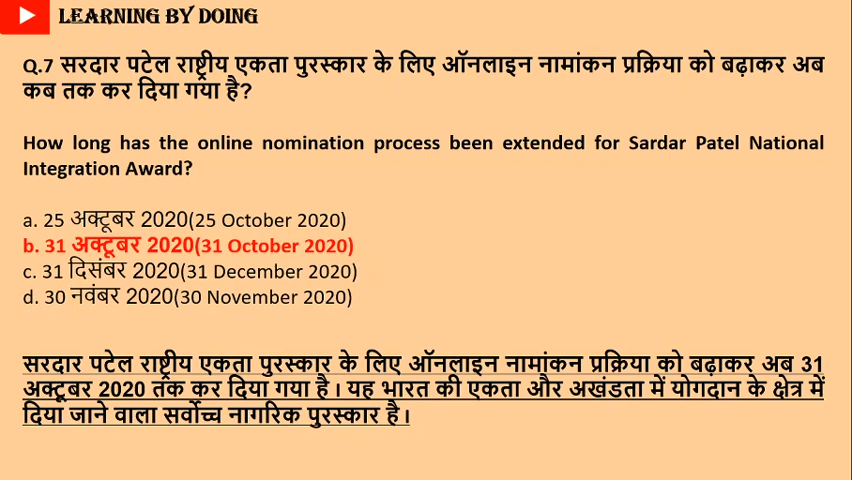 LEARNING BY DOING
Q.7 सरदार पटेल राष्ट्रीय एकता पुरस्कार के लिए ऑनलाइन नामांकन प्रक्रिया को बढ़ाकर अब
कब तक कर दिया गया है?
How long has the online nomination process been extended for Sardar Patel National
Integration Award?
a. 25 अक्टूबर 2020(25 October 2020)
b. 31 अक्टूबर 2020(31 October 2020)
c. 31 दिसंबर 2020(31 December 2020)
d. 30 नवंबर 2020(30 November 2020)
सरदार पटेल राष्ट्रीय एकता पुरस्कार के लिए ऑनलाइन नामांकन प्रक्रिया को बढ़ाकर अब 31
अक्टूबर 2020 तक कर दिया गया है। यह भारत की एकता और अखंडता में योगदान के क्षेत्र में
दिया जाने वाला सर्वोच्च नागरिक पुरस्कार है।